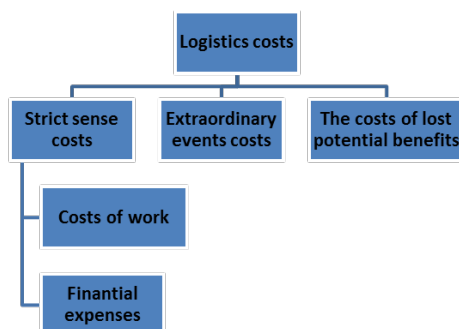 Logistics costs
Strict sense
costs
Extraordinary
events costs
The costs of lost
potential benefits
Costs of work
Finantial
expenses